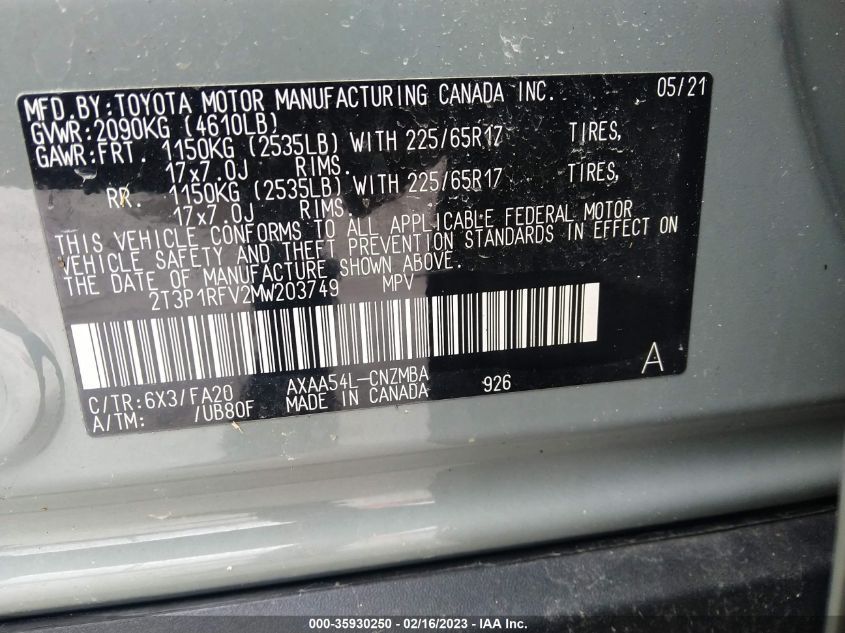 MFD.BY:TOYOTA MOTOR MANUFACTURING CANADA INC. 05/21
GVWR:2090KG (4610LB)
GAWR:FRT. 1150KG (2535LB) WITH 225/65R17 TIRES,
17x7.0J RIMS.
RR. 1150KG (2535LB) WITH 225/65R17 TIRES,
17x7.0J RIMS.
THIS VEHICLE CONFORMS TO ALL APPLICABLE FEDERAL MOTOR
VEHICLE SAFETY AND THEFT PREVENTION STANDARDS IN EFFECT ON
THE DATE OF MANUFACTURE SHOWN ABOVE.
2T3P1RFV2MW203749 MPV
C/TR:6X3/FA20 AXAA54L-CNZMBA A
A/TM: /UB80F MADE IN CANADA 926
000-35930250 - 02/16/2023 - IAA Inc.